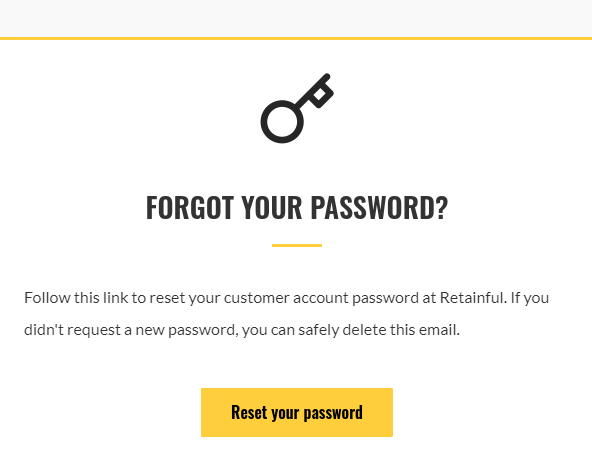 FORGOT YOUR PASSWORD?
Follow this link to reset your customer account password at Retainful. If you
didn't request a new password, you can safely delete this email.
Reset your password